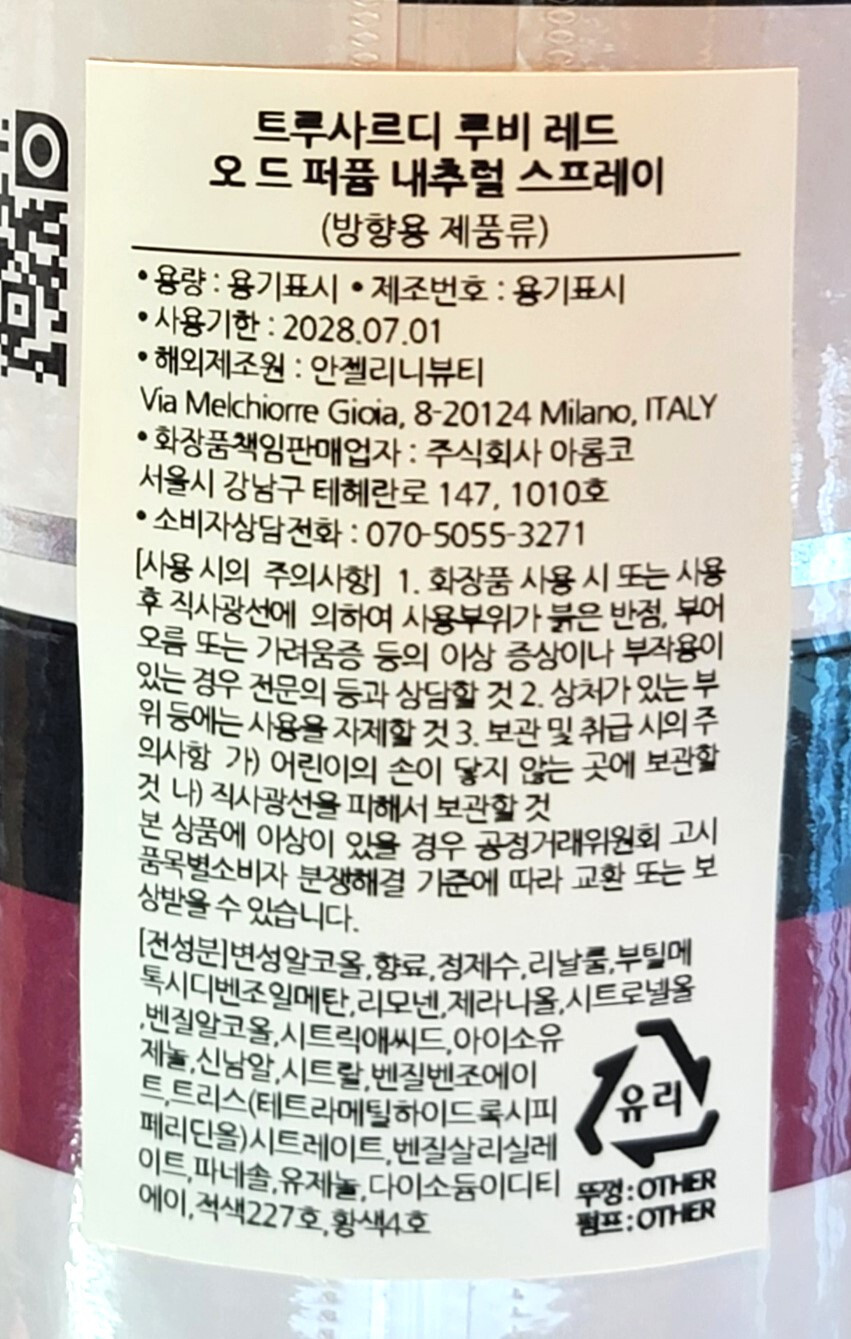 트루사르디 루비 레드
오 드 퍼퓸 내추럴 스프레이
(방향용 제품류)
• 용량 : 용기표시 • 제조번호 : 용기표시
• 사용기한 : 2028.07.01
• 해외제조원 : 안젤리니뷰티
Via Melchiorre Gioia, 8-20124 Milano, ITALY
• 화장품책임판매업자 : 주식회사 아롬코
서울시 강남구 테헤란로 147, 1010호
• 소비자상담전화 : 070-5055-3271
[사용 시의 주의사항] 1. 화장품 사용 시 또는 사용
후 직사광선에 의하여 사용부위가 붉은 반점, 부어
오름 또는 가려움증 등의 이상 증상이나 부작용이
있는 경우 전문의 등과 상담할 것 2. 상처가 있는 부
위 등에는 사용을 자제할 것 3. 보관 및 취급 시의 주
의사항 가) 어린이의 손이 닿지 않는 곳에 보관할
것 나) 직사광선을 피해서 보관할 것
본 상품에 이상이 있을 경우 공정거래위원회 고시
품목별소비자 분쟁해결 기준에 따라 교환 또는 보
상받을 수 있습니다.
[전성분]변성알코올,향료,정제수,리날룰,부틸메
톡시디벤조일메탄,리모넨,제라니올,시트로넬올
,벤질알코올,시트릭애씨드,아이소유
제놀,신남알,시트랄,벤질벤조에이
트,트리스(테트라메틸하이드록시피
페리딘올)시트레이트,벤질살리실레
이트,파네솔,유제놀,다이소듐이디티
에이,적색227호,황색4호
유리
뚜껑:OTHER
펌프:OTHER